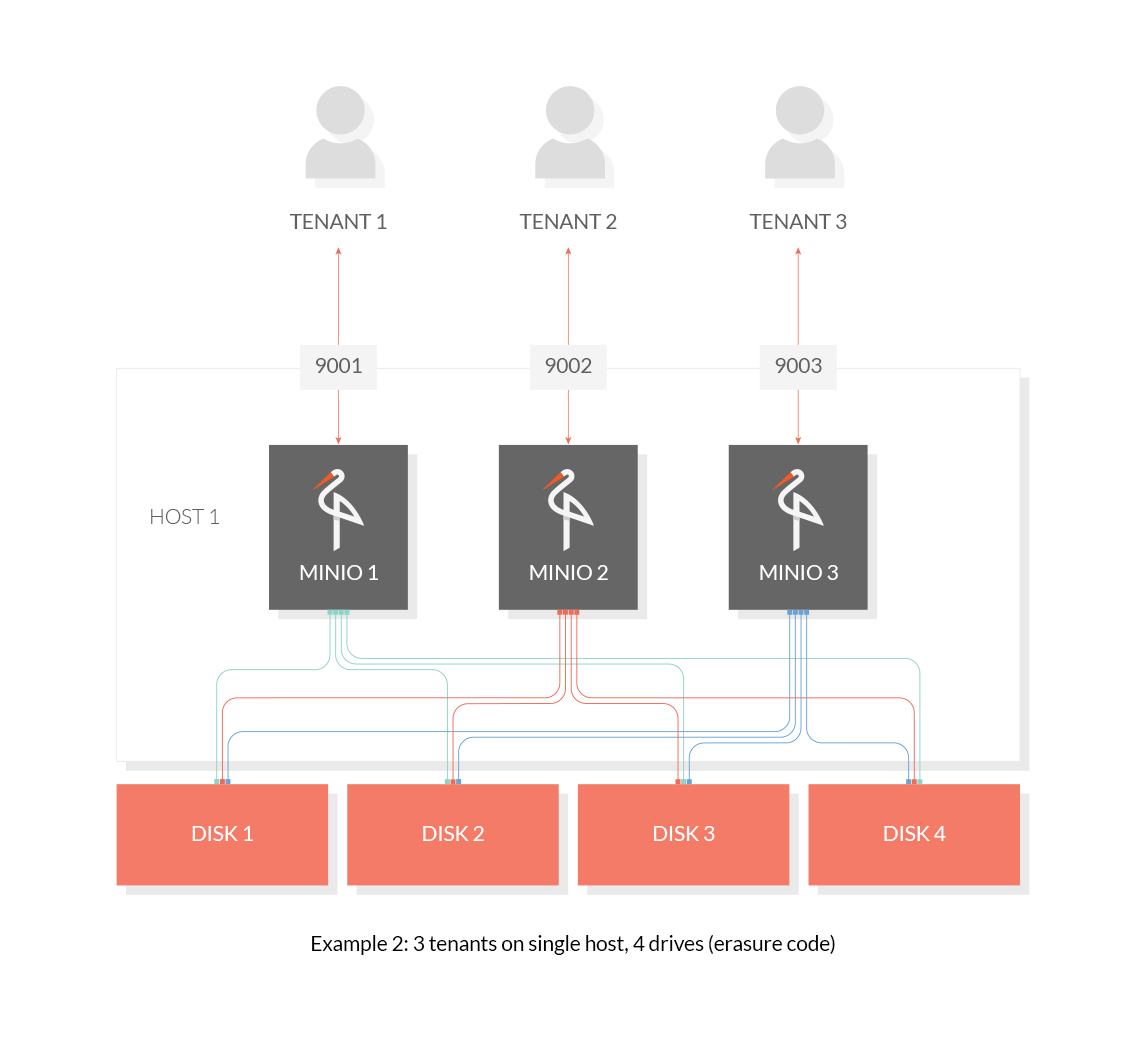 TENANT 1
TENANT 2
TENANT 3
9001
9002
9003
HOST 1
MINIO 1
MINIO 2
MINIO 3
DISK 1
DISK 2
DISK 3
DISK 4
Example 2: 3 tenants on single host, 4 drives (erasure code)